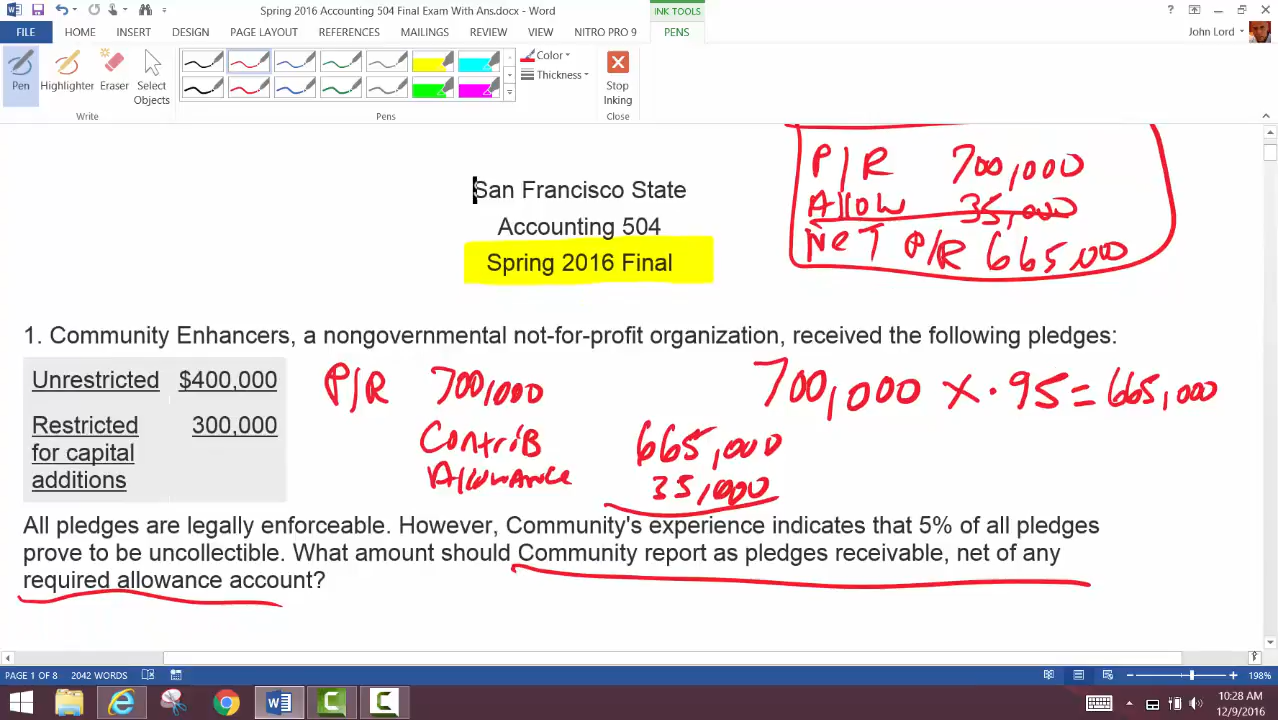 Spring 2016 Accounting 504 Final Exam With Ans.docx - Word
INK TOOLS
FILE
HOME
INSERT
DESIGN
PAGE LAYOUT
REFERENCES
MAILINGS
REVIEW
VIEW
NITRO PRO 9
PENS
John Lord
Pen
Highlighter
Eraser
Select
Objects
Color
Thickness
Stop
Inking
Write
Pens
Close
P/R 700,000
Allow 35,000
NET P/R 665,000
San Francisco State
Accounting 504
Spring 2016 Final
1. Community Enhancers, a nongovernmental not-for-profit organization, received the following pledges:
Unrestricted $400,000
Restricted 300,000
for capital
additions
P/R 700,000
Contrib 665,000
Allowance 35,000
700,000 x .95 = 665,000
All pledges are legally enforceable. However, Community's experience indicates that 5% of all pledges
prove to be uncollectible. What amount should Community report as pledges receivable, net of any
required allowance account?
PAGE 1 OF 8
2042 WORDS
198%
10:28 AM
12/9/2016